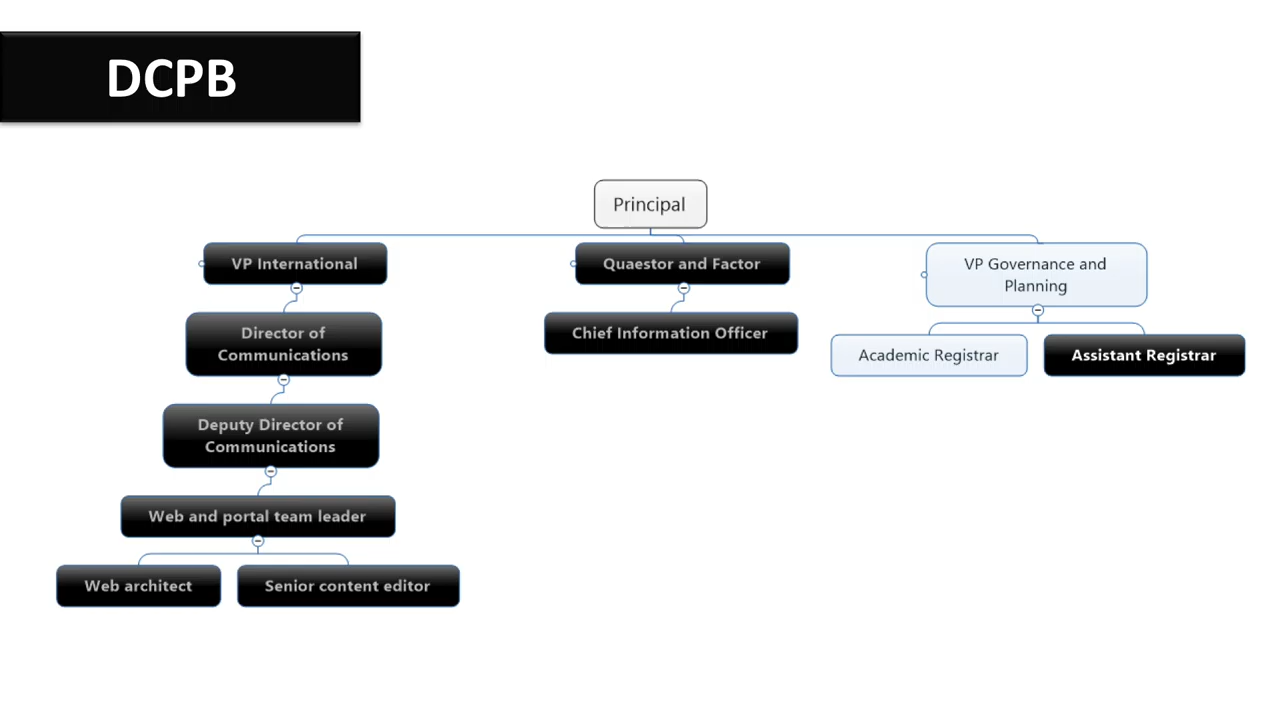 DCPB
Principal
VP International
Quaestor and Factor
VP Governance and
Planning
Director of
Communications
Chief Information Officer
Academic Registrar
Assistant Registrar
Deputy Director of
Communications
Web and portal team leader
Web architect
Senior content editor